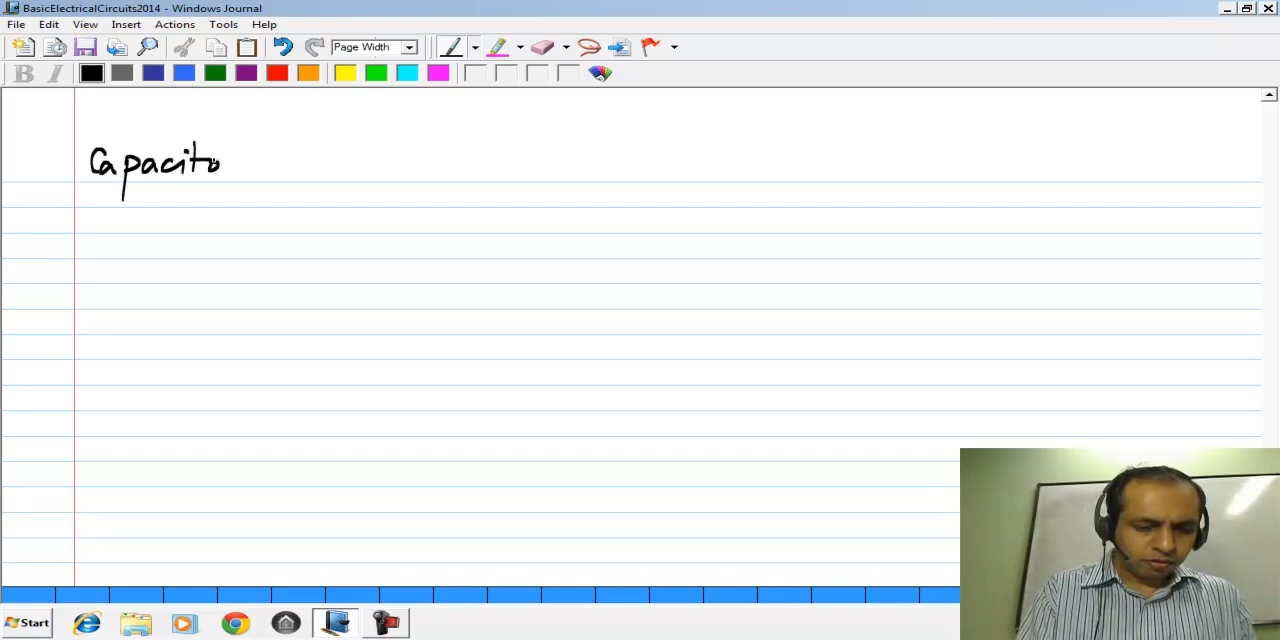 BasicElectricalCircuits2014 - Windows Journal
File Edit View Insert Actions Tools Help
Page Width
B I
Capacito
Start